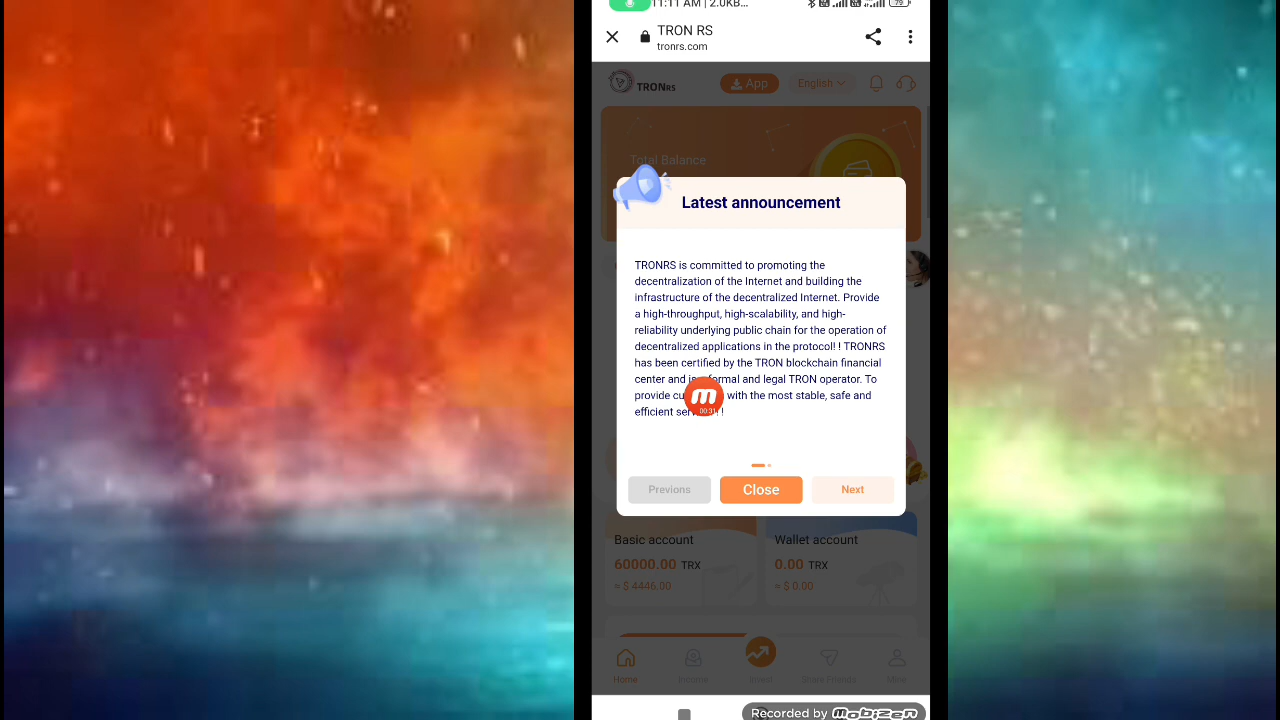 11:11 AM | 2.0KB...
79
TRON RS
tronrs.com
TRONRS
App
English
Total Balance
Latest announcement
TRONRS is committed to promoting the
decentralization of the Internet and building the
infrastructure of the decentralized Internet. Provide
a high-throughput, high-scalability, and high-
reliability underlying public chain for the operation of
decentralized applications in the protocol! ! TRONRS
has been certified by the TRON blockchain financial
center and is formal and legal TRON operator. To
provide cu with the most stable, safe and
efficient ser !
m
00:31
Previons
Close
Next
Basic account
Wallet account
60000.00 TRX
0.00 TRX
≈ $ 4446.00
≈ $ 0.00
Home
Income
Invest
Share Friends
Mine
Recorded by mobizen